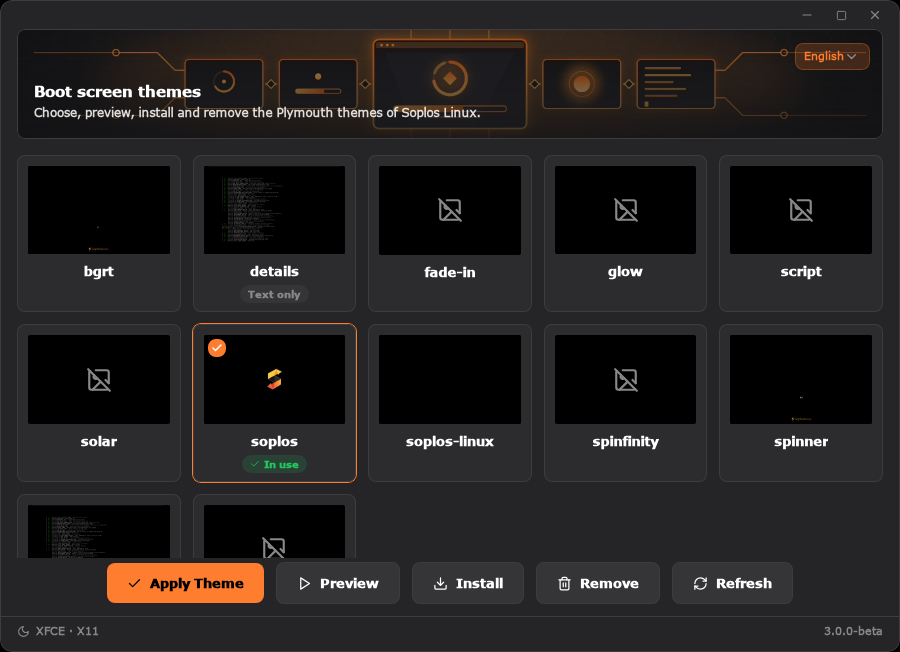 English
Boot screen themes
Choose, preview, install and remove the Plymouth themes of Soplos Linux.
bgrt
details
fade-in
glow
script
Text only
solar
soplos
soplos-linux
spinfinity
spinner
In use
Apply Theme
Preview
Install
Remove
Refresh
XFCE · X11
3.0.0-beta